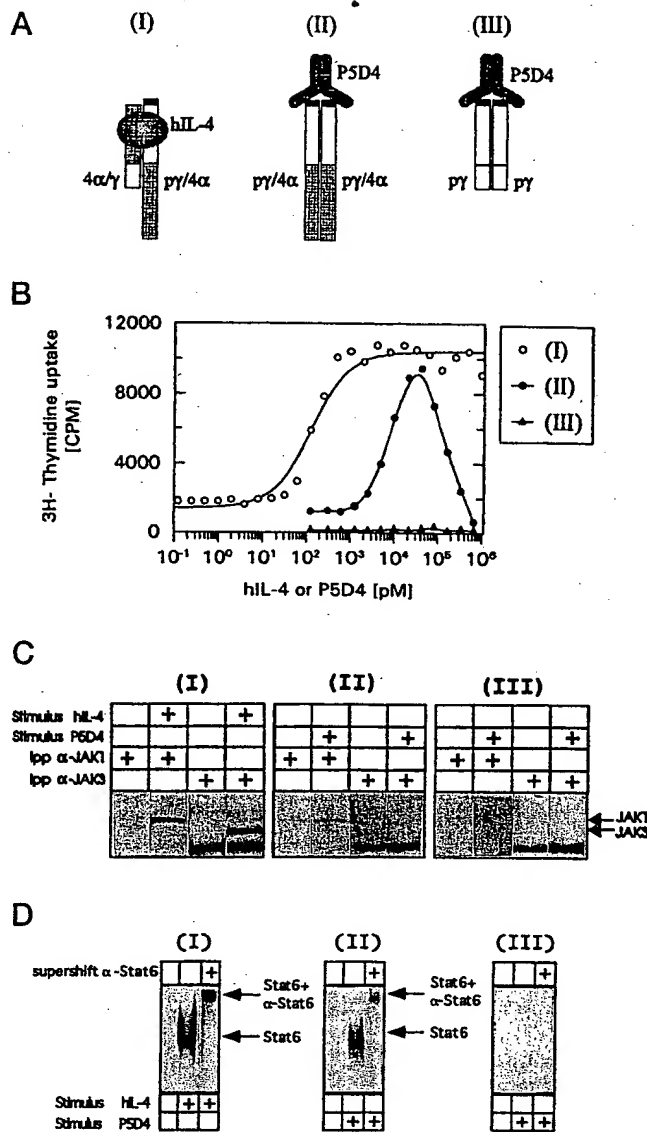 A
(I)
(II)
(III)
P5D4
P5D4
hIL-4
4α/γ
pγ/4α
pγ/4α
pγ/4α
pγ
pγ
B
3H- Thymidine uptake
[CPM]
12000
8000
4000
0
10-1
100
101
102
103
104
105
106
hIL-4 or P5D4 [pM]
(I)
(II)
(III)
C
(I)
(II)
(III)
Stimulus hIL-4
+
+
Stimulus P5D4
+
+
+
+
Ipp α-JAK1
+
+
+
+
+
+
Ipp α-JAK3
+
+
+
+
+
+
JAK1
JAK3
D
(I)
(II)
(III)
supershift α-Stat6
+
+
+
Stat6+
α-Stat6
Stat6+
α-Stat6
Stat6
Stat6
Stimulus hIL-4
+
+
Stimulus P5D4
+
+
+
+